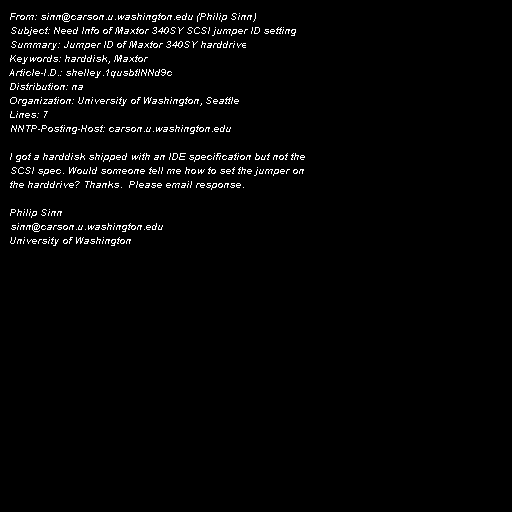 From: sinn@carson.u.washington.edu (Philip Sinn)
Subject: Need Info of Maxtor 340SY SCSI jumper ID setting
Summary: Jumper ID of Maxtor 340SY harddrive
Keywords: harddisk, Maxtor
Article-I.D.: shelley.1qusbtINNd9c
Distribution: na
Organization: University of Washington, Seattle
Lines: 7
NNTP-Posting-Host: carson.u.washington.edu
I got a harddisk shipped with an IDE specification but not the
SCSI spec. Would someone tell me how to set the jumper on
the harddrive? Thanks.  Please email response.
Philip Sinn
sinn@carson.u.washington.edu
University of Washington